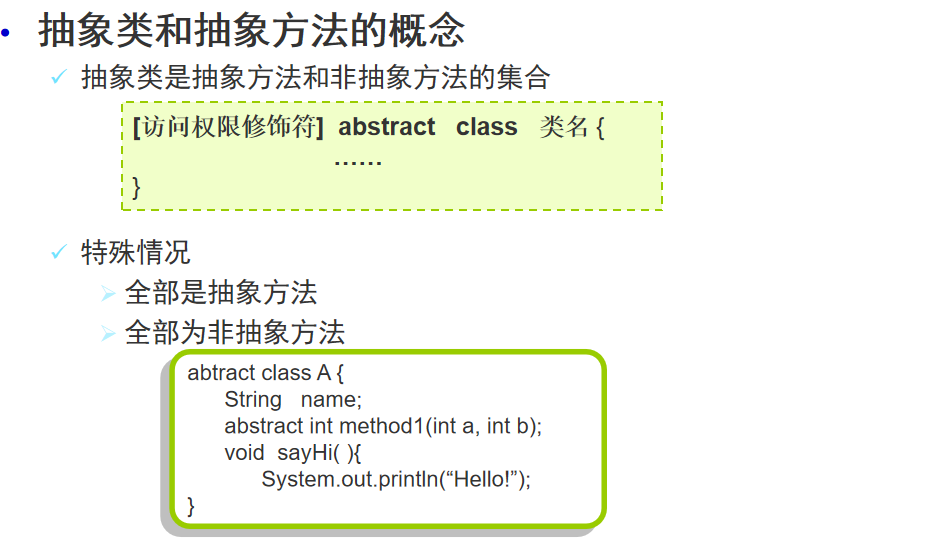 抽象类和抽象方法的概念
抽象类是抽象方法和非抽象方法的集合
[访问权限修饰符] abstract class 类名 {
……
}
特殊情况
全部是抽象方法
全部为非抽象方法
abtract class A {
String name;
abstract int method1(int a, int b);
void sayHi( ){
System.out.println(“Hello!”);
}